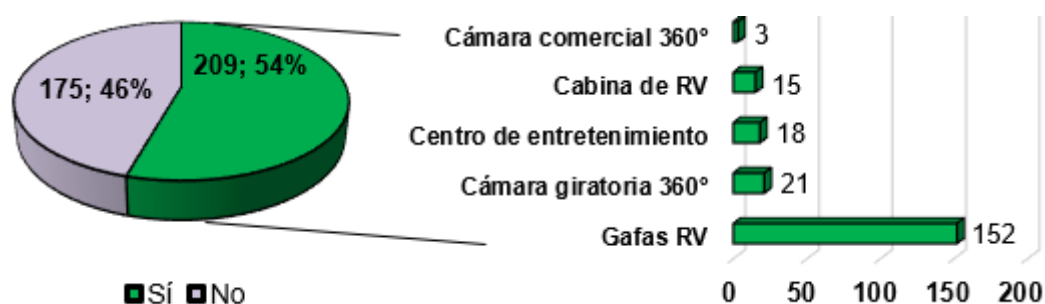 175; 46%
209; 54%
Sí
No
Cámara comercial 360°
3
Cabina de RV
15
Centro de entretenimiento
18
Cámara giratoria 360°
21
Gafas RV
152
0 50 100 150 200